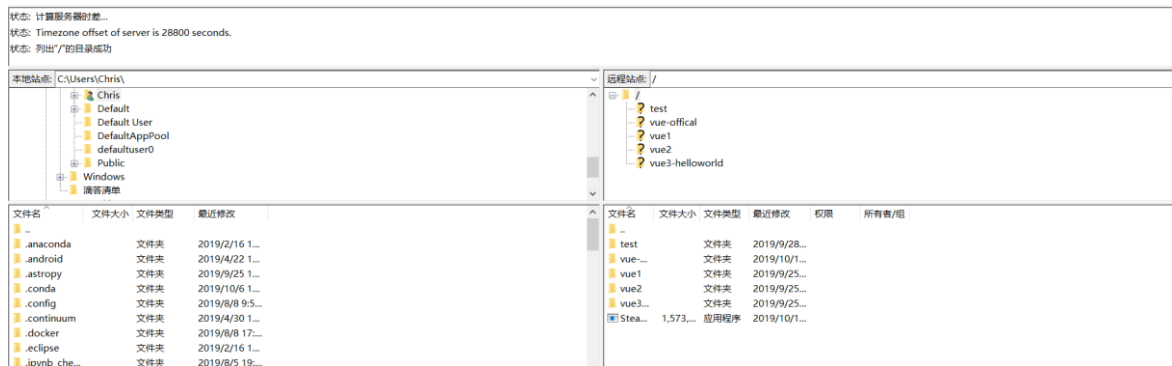 状态: 计算服务器时差...
状态: Timezone offset of server is 28800 seconds.
状态: 列出"/"的目录成功
本地站点: C:\Users\Chris\
Chris
Default
Default User
DefaultAppPool
defaultuser0
Public
Windows
滴答清单
远程站点: /
/
test
vue-offical
vue1
vue2
vue3-helloworld
文件名 文件大小 文件类型 最近修改
..
.anaconda 文件夹 2019/2/16 1...
.android 文件夹 2019/4/22 1...
.astropy 文件夹 2019/9/25 1...
.conda 文件夹 2019/10/6 1...
.config 文件夹 2019/8/8 9:5...
.continuum 文件夹 2019/4/30 1...
.docker 文件夹 2019/8/8 17:...
.eclipse 文件夹 2019/2/16 1...
.ipynb_che... 文件夹 2019/8/5 19:...
文件名 文件大小 文件类型 最近修改 权限 所有者/组
..
test 文件夹 2019/9/28...
vue-... 文件夹 2019/10/1...
vue1 文件夹 2019/9/25...
vue2 文件夹 2019/9/25...
vue3... 文件夹 2019/9/25...
Stea... 1,573,... 应用程序 2019/10/1...